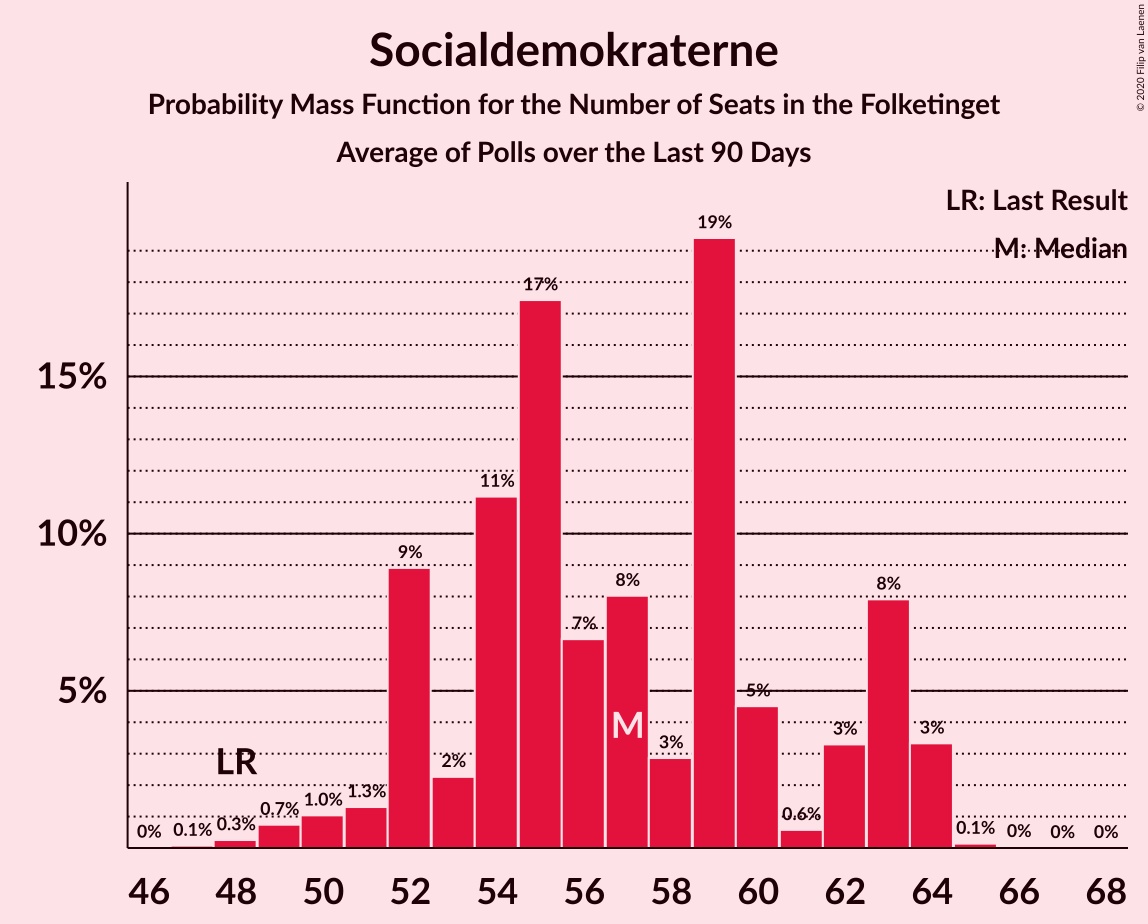 Socialdemokraterne
Probability Mass Function for the Number of Seats in the Folketinget
Average of Polls over the Last 90 Days
© 2020 Filip van Laenen
LR: Last Result
M: Median
15%
10%
5%
0%
0.1%
0.3%
0.7%
1.0%
1.3%
9%
2%
11%
17%
7%
8%
3%
19%
5%
0.6%
3%
8%
3%
0.1%
0%
0%
0%
LR
M
46 48 50 52 54 56 58 60 62 64 66 68